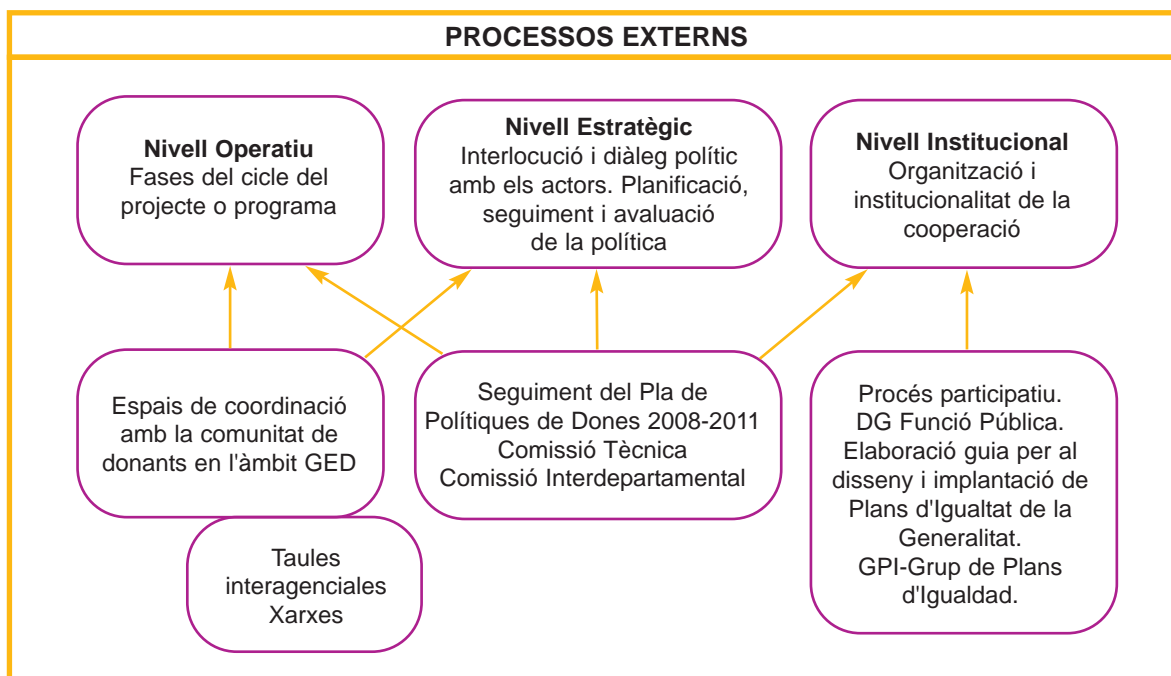 PROCESSOS EXTERNS
Nivell Operatiu
Fases del cicle del
projecte o programa
Nivell Estratègic
Interlocució i diàleg polític
amb els actors. Planificació,
seguiment i avaluació
de la política
Nivell Institucional
Organització i
institucionalitat de la
cooperació
Espais de coordinació
amb la comunitat de
donants en l'àmbit GED
Taules
interagenciales
Xarxes
Seguiment del Pla de
Polítiques de Dones 2008-2011
Comissió Tècnica
Comissió Interdepartamental
Procés participatiu.
DG Funció Pública.
Elaboració guia per al
disseny i implantació de
Plans d'Igualtat de la
Generalitat.
GPI-Grup de Plans
d'Igualdad.